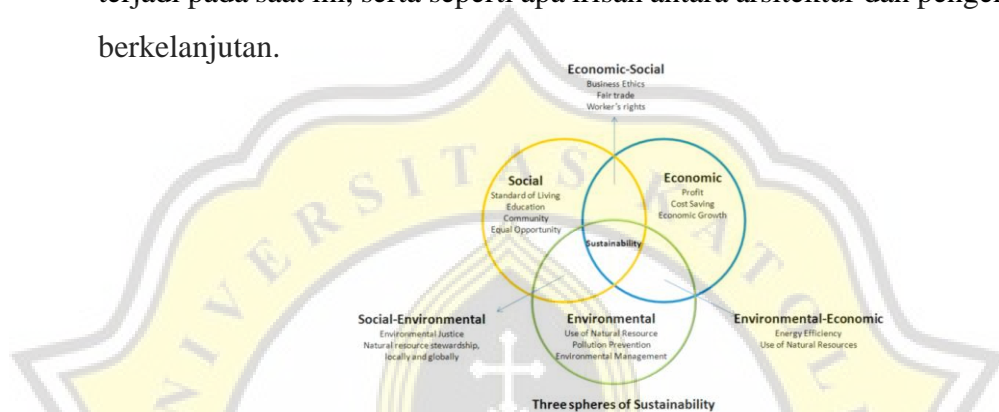 terjadi pada saat ini, serta seperti apa irisan antara arsitektur dan
berkelanjutan.
Economic-Social
Business Ethics
Fair trade
Worker's rights
Social
Standard of Living
Education
Community
Equal Opportunity
Economic
Profit
Cost Saving
Economic Growth
Sustainability
Social-Environmental
Environmental Justice
Natural resource stewardship,
locally and globally
Environmental
Use of Natural Resource
Pollution Prevention
Environmental Management
Environmental-Economic
Energy Efficiency
Use of Natural Resources
Three spheres of Sustainability